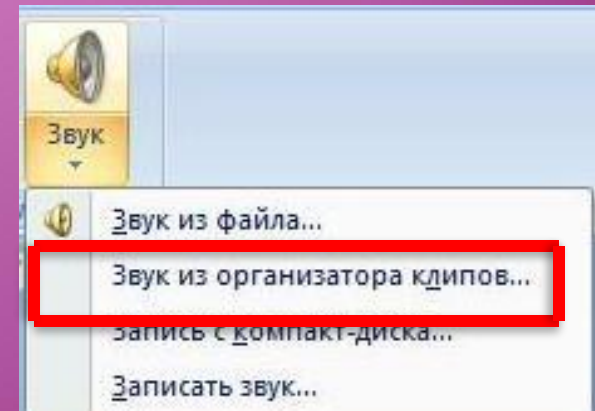 Звук
Звук из файла...
Звук из организатора клипов...
Запись с компакт-диска...
Записать звук...